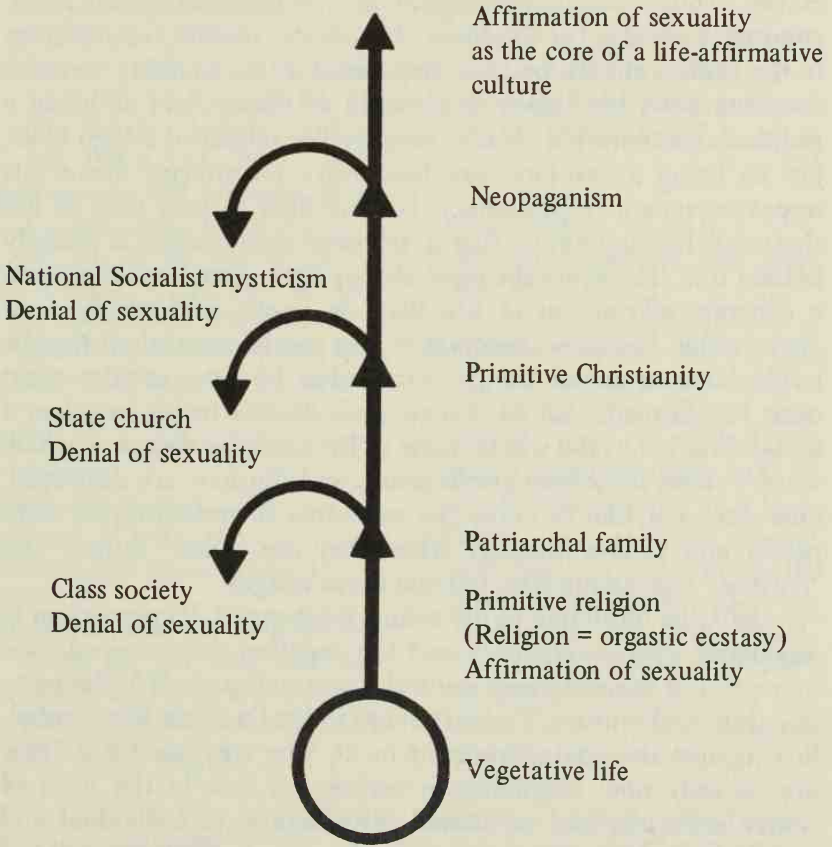 Affirmation of sexuality
as the core of a life-affirmative
culture
Neopaganism
National Socialist mysticism
Denial of sexuality
Primitive Christianity
State church
Denial of sexuality
Patriarchal family
Class society
Denial of sexuality
Primitive religion
(Religion = orgastic ecstasy)
Affirmation of sexuality
Vegetative life